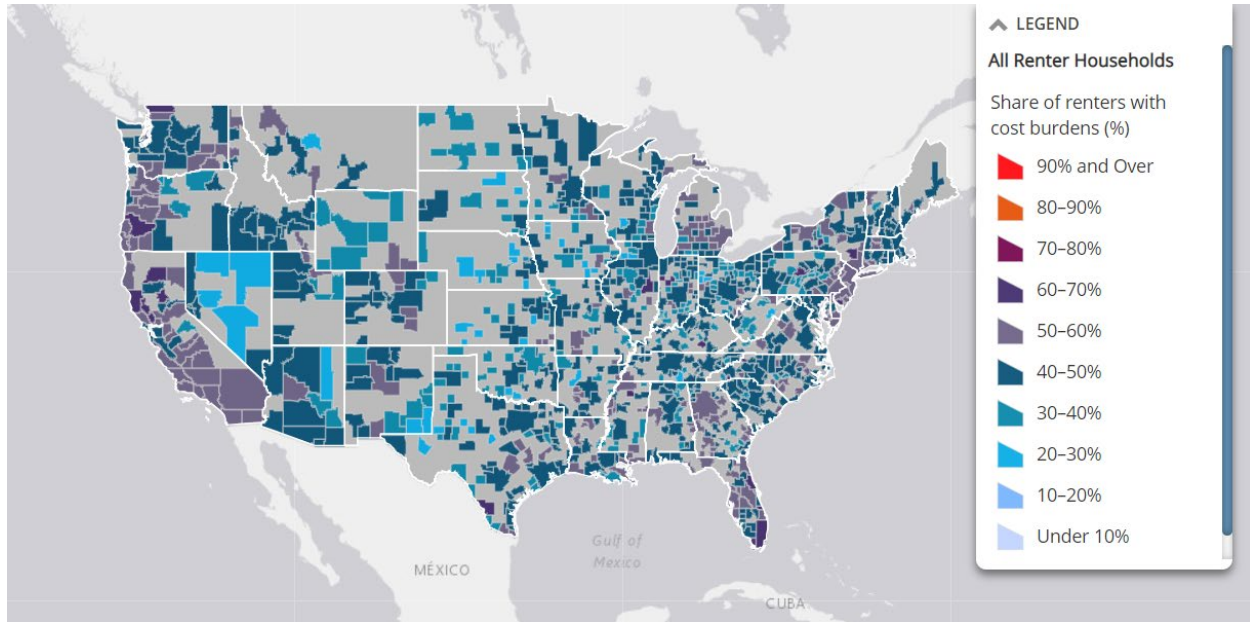 LEGEND
All Renter Households
Share of renters with
cost burdens (%)
90% and Over
80–90%
70–80%
60–70%
50–60%
40–50%
30–40%
20–30%
10–20%
Under 10%
Gulf of
Mexico
MÉXICO
CUBA